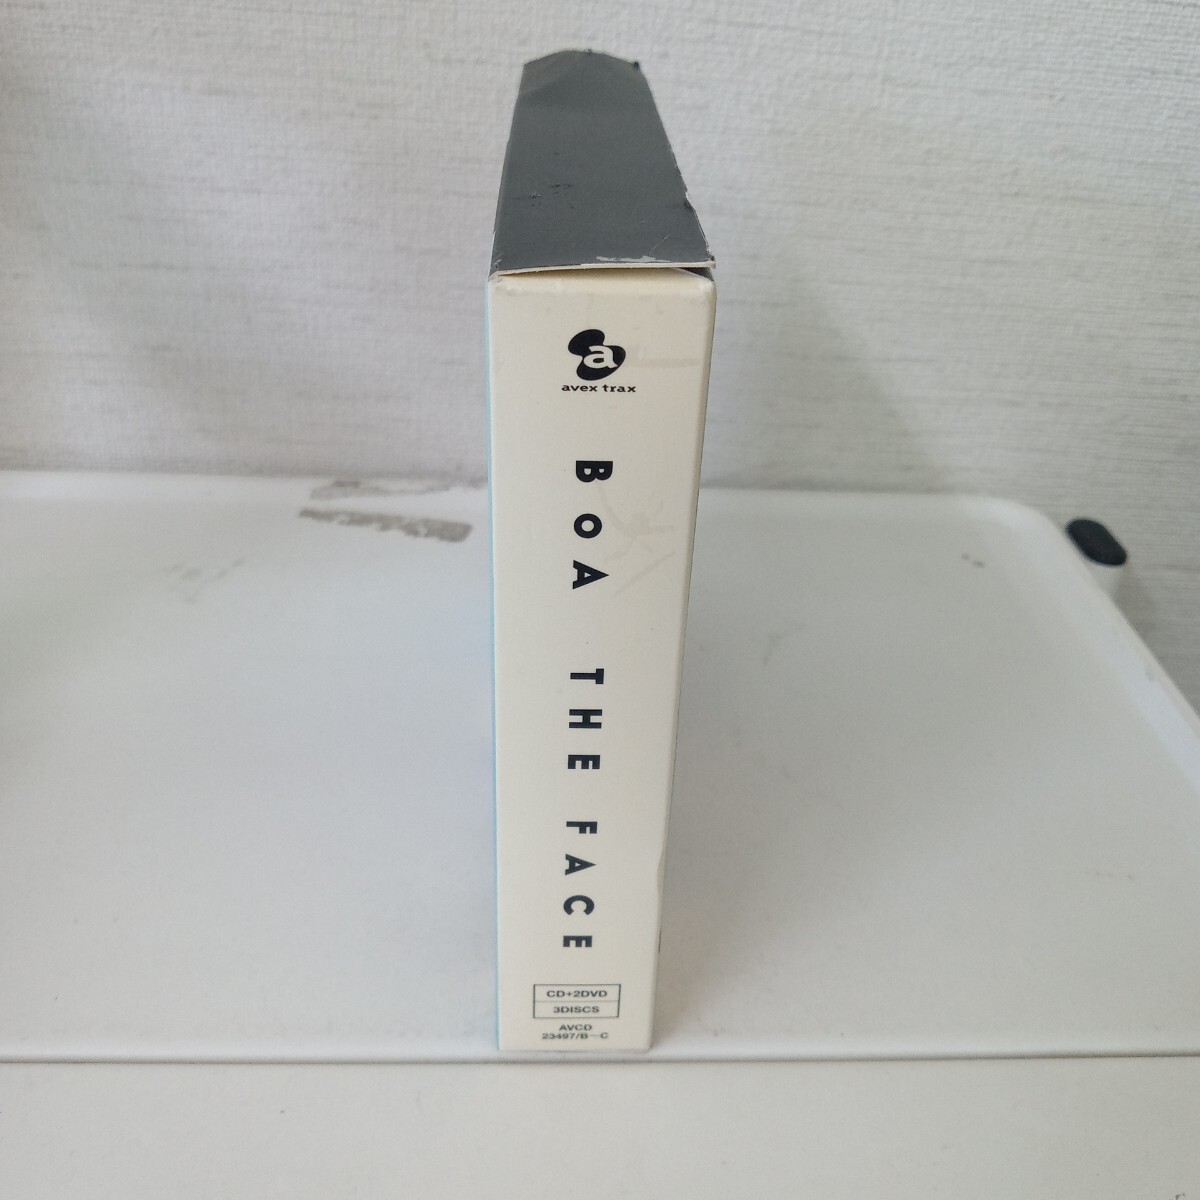 a
avex trax
BOA THE FACE
CD+2DVD
3DISCS
AVCD
23497/B~C